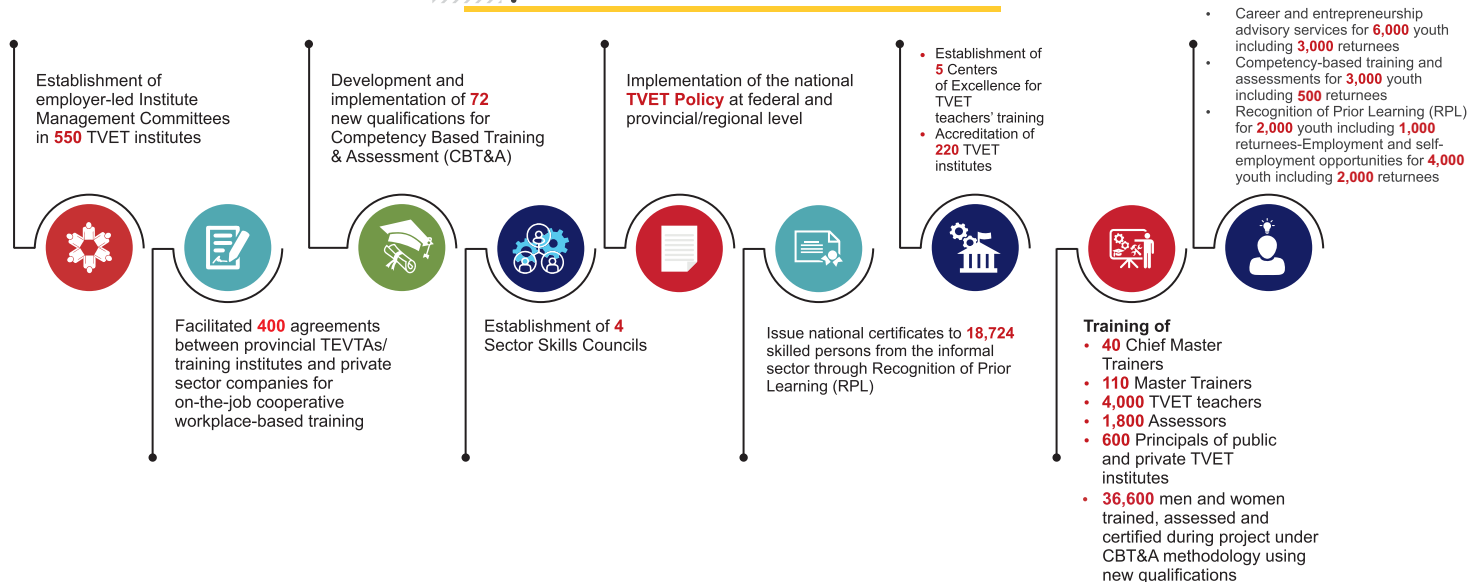 Establishment of
employer-led Institute
Management Committees
in 550 TVET institutes
Facilitated 400 agreements
between provincial TEVTAs/
training institutes and private
sector companies for
on-the-job cooperative
workplace-based training
Development and
implementation of 72
new qualifications for
Competency Based Training
& Assessment (CBT&A)
Establishment of 4
Sector Skills Councils
Implementation of the national
TVET Policy at federal and
provincial/regional level
Issue national certificates to 18,724
skilled persons from the informal
sector through Recognition of Prior
Learning (RPL)
• Establishment of
5 Centers
of Excellence for
TVET
teachers' training
• Accreditation of
220 TVET
institutes
Training of
• 40 Chief Master
Trainers
• 110 Master Trainers
• 4,000 TVET teachers
• 1,800 Assessors
• 600 Principals of public
and private TVET
institutes
• 36,600 men and women
trained, assessed and
certified during project under
CBT&A methodology using
new qualifications
• Career and entrepreneurship
advisory services for 6,000 youth
including 3,000 returnees
• Competency-based training and
assessments for 3,000 youth
including 500 returnees
• Recognition of Prior Learning (RPL)
for 2,000 youth including 1,000
returnees-Employment and self-
employment opportunities for 4,000
youth including 2,000 returnees